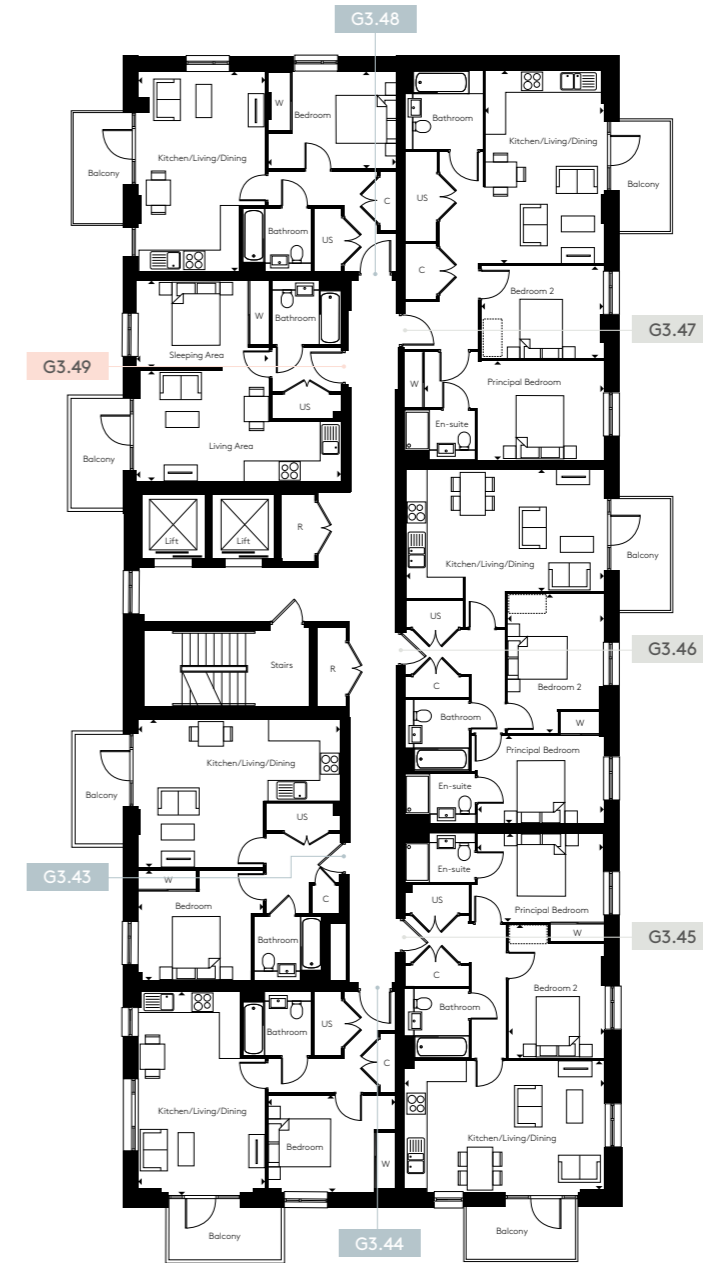 G3.48
W
Bedroom
Kitchen/Living/Dining
Balcony
C
Bathroom
US
Bathroom
Kitchen/Living/Dining
Balcony
US
C
Bedroom 2
G3.47
W
Principal Bedroom
En-suite
Sleeping Area
W
Bathroom
G3.49
US
Living Area
Balcony
Lift
Lift
R
Kitchen/Living/Dining
Balcony
US
G3.46
C
Bedroom 2
Bathroom
W
Principal Bedroom
En-suite
Stairs
R
Kitchen/Living/Dining
Balcony
US
G3.43
W
C
Bedroom
Bathroom
En-suite
Principal Bedroom
US
W
G3.45
C
Bedroom 2
Bathroom
Kitchen/Living/Dining
Balcony
Bathroom
US
C
Kitchen/Living/Dining
Bedroom
W
Balcony
G3.44